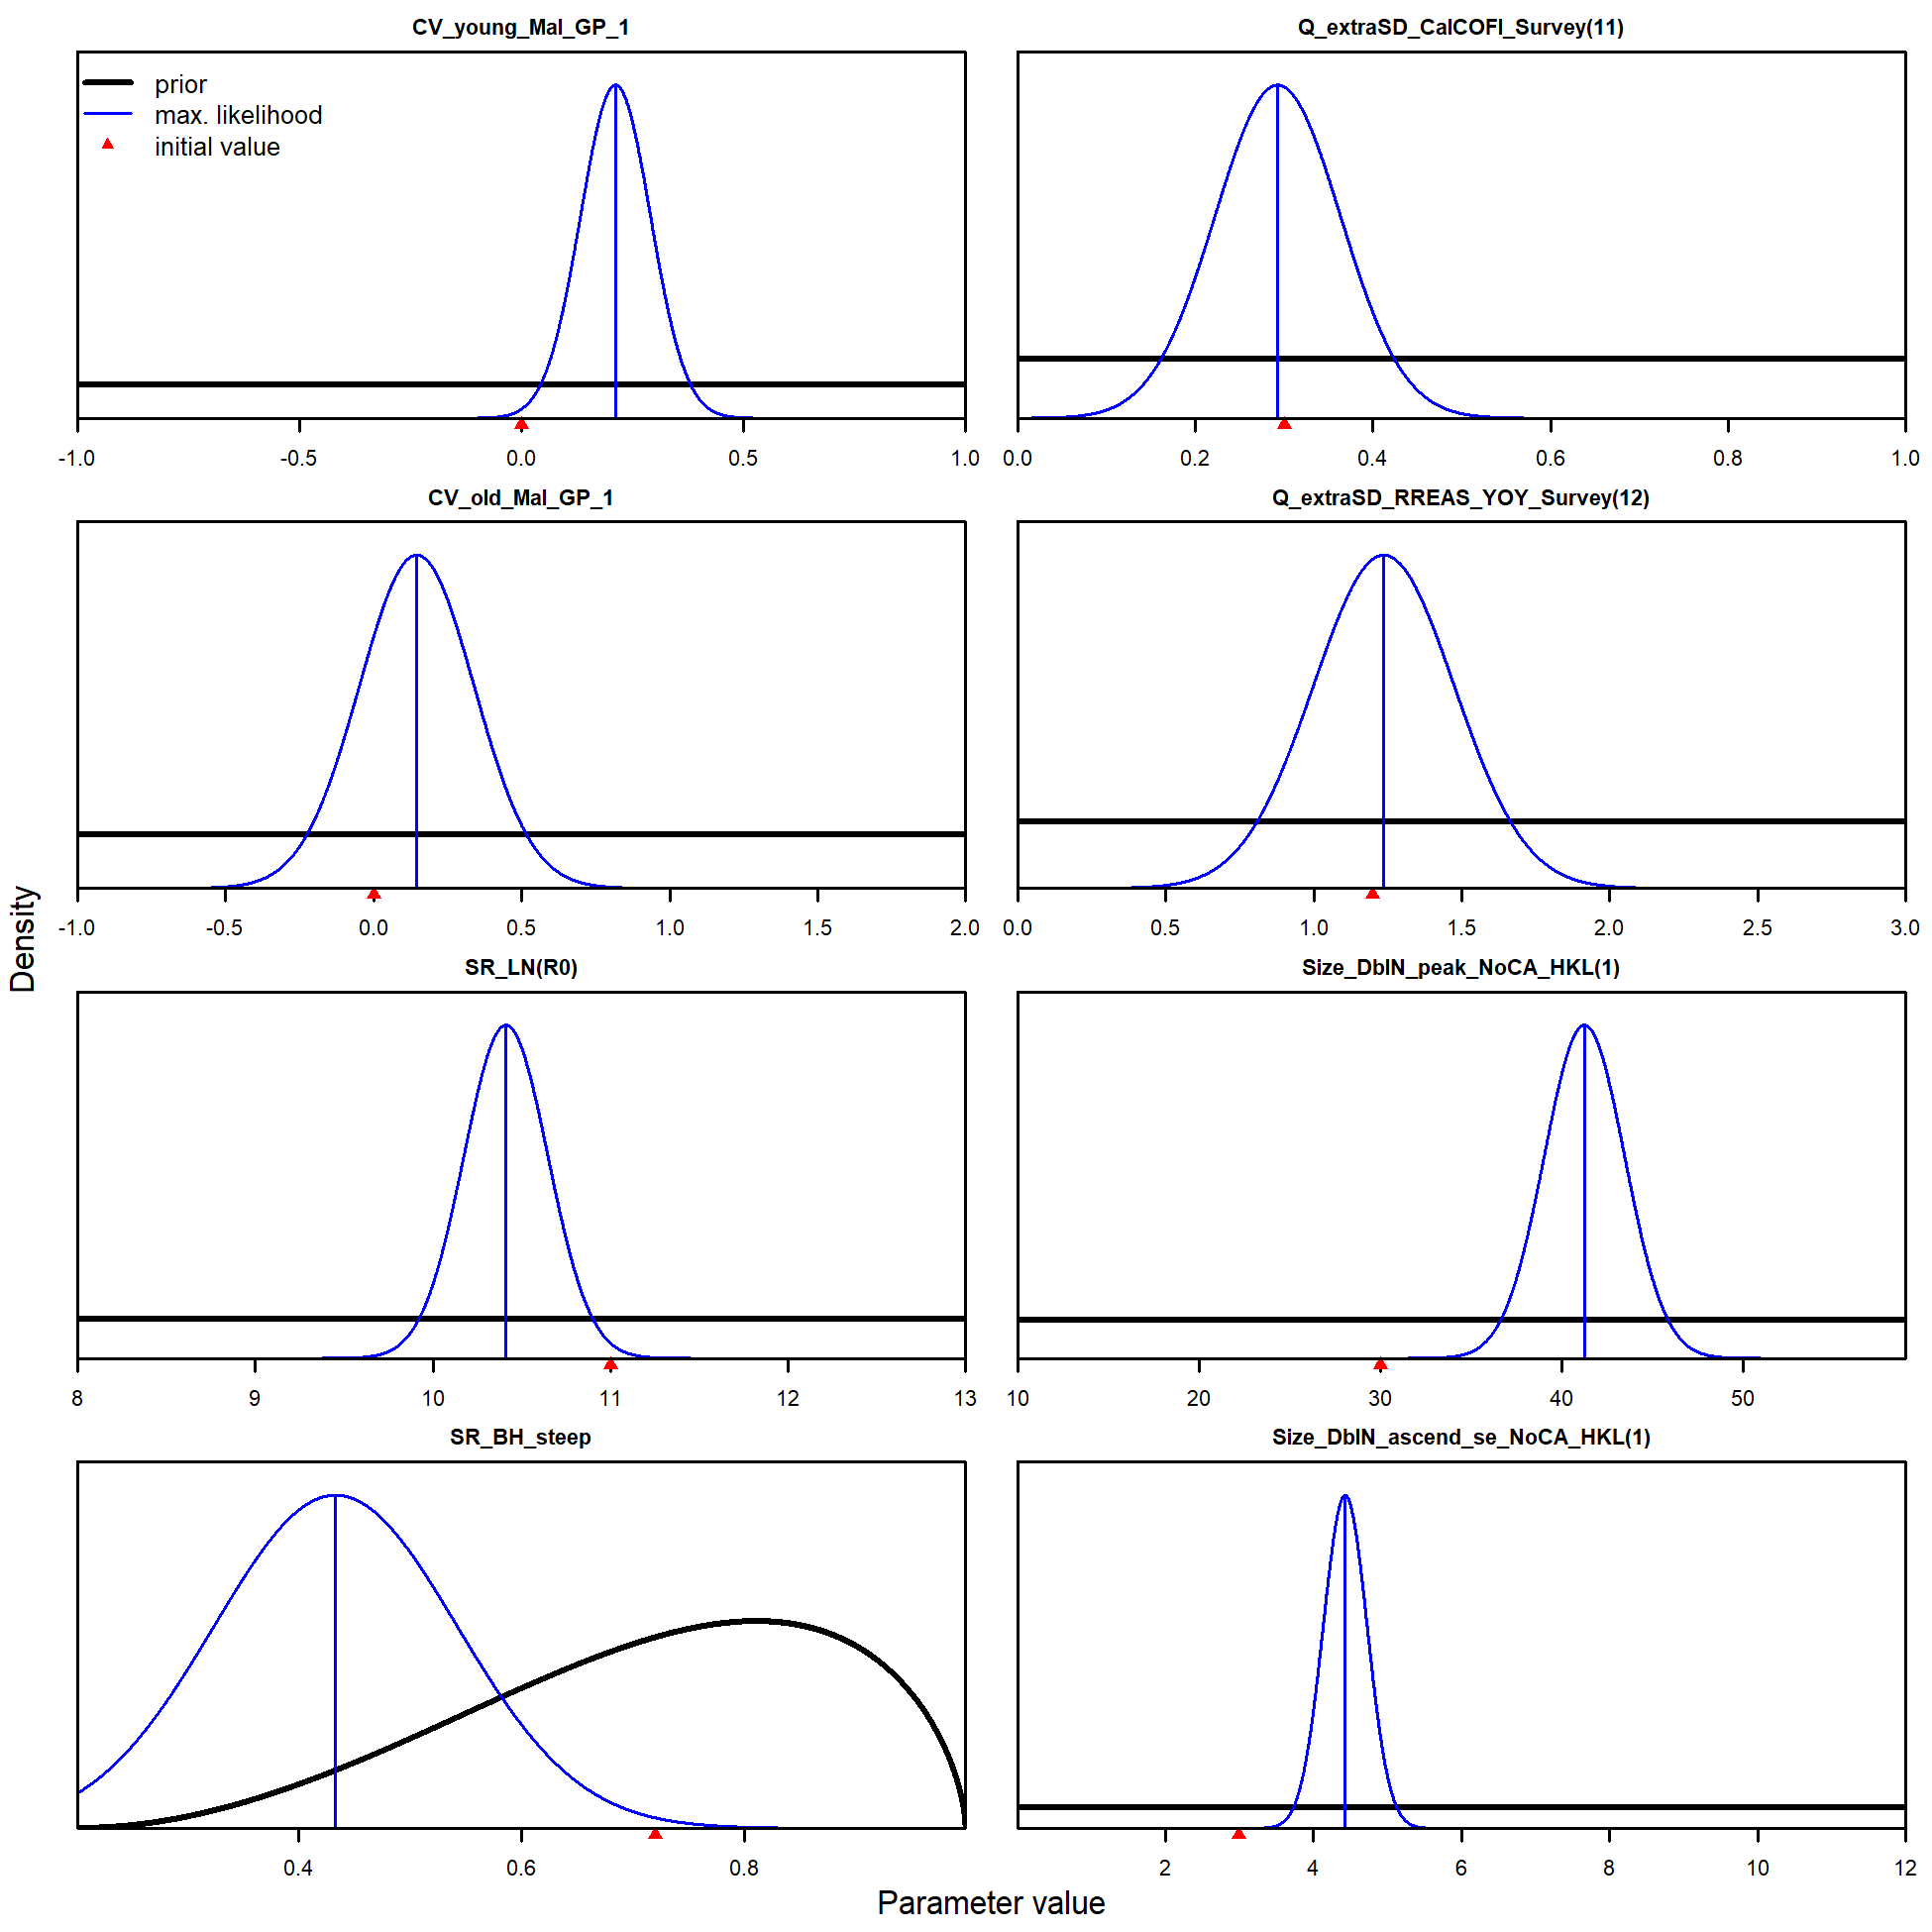 CV_young_Mal_GP_1
prior
max. likelihood
initial value
-1.0 -0.5 0.0 0.5 1.0
Q_extraSD_CalCOFI_Survey(11)
0.0 0.2 0.4 0.6 0.8 1.0
CV_old_Mal_GP_1
-1.0 -0.5 0.0 0.5 1.0 1.5 2.0
Q_extraSD_RREAS_YOY_Survey(12)
0.0 0.5 1.0 1.5 2.0 2.5 3.0
SR_LN(R0)
8 9 10 11 12 13
Size_DblN_peak_NoCA_HKL(1)
10 20 30 40 50
SR_BH_steep
0.4 0.6 0.8
Size_DblN_ascend_se_NoCA_HKL(1)
2 4 6 8 10 12
Density
Parameter value